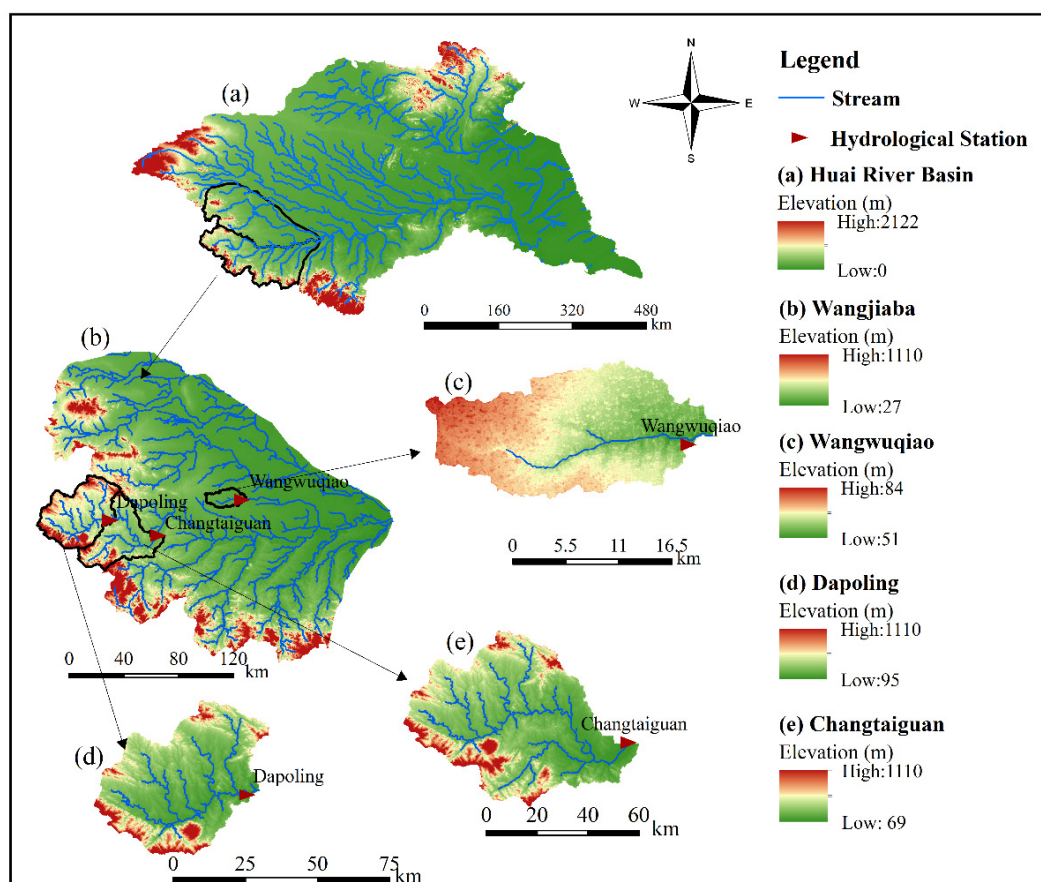 (a)
N
W E
S
Legend
Stream
Hydrological Station
(a) Huai River Basin
Elevation (m)
High:2122
Low:0
0 160 320 480
km
(b) Wangjiaba
Elevation (m)
High:1110
Low:27
(b)
(c)
Wangwuqiao
Wangwuqiao
Dapoling
Changtaiguan
(c) Wangwuqiao
Elevation (m)
High:84
Low:51
0 5.5 11 16.5
km
(d) Dapoling
Elevation (m)
High:1110
Low:95
0 40 80 120
km
(e)
Changtaiguan
(e) Changtaiguan
Elevation (m)
High:1110
Low: 69
(d)
Dapoling
0 20 40 60
km
0 25 50 75
km